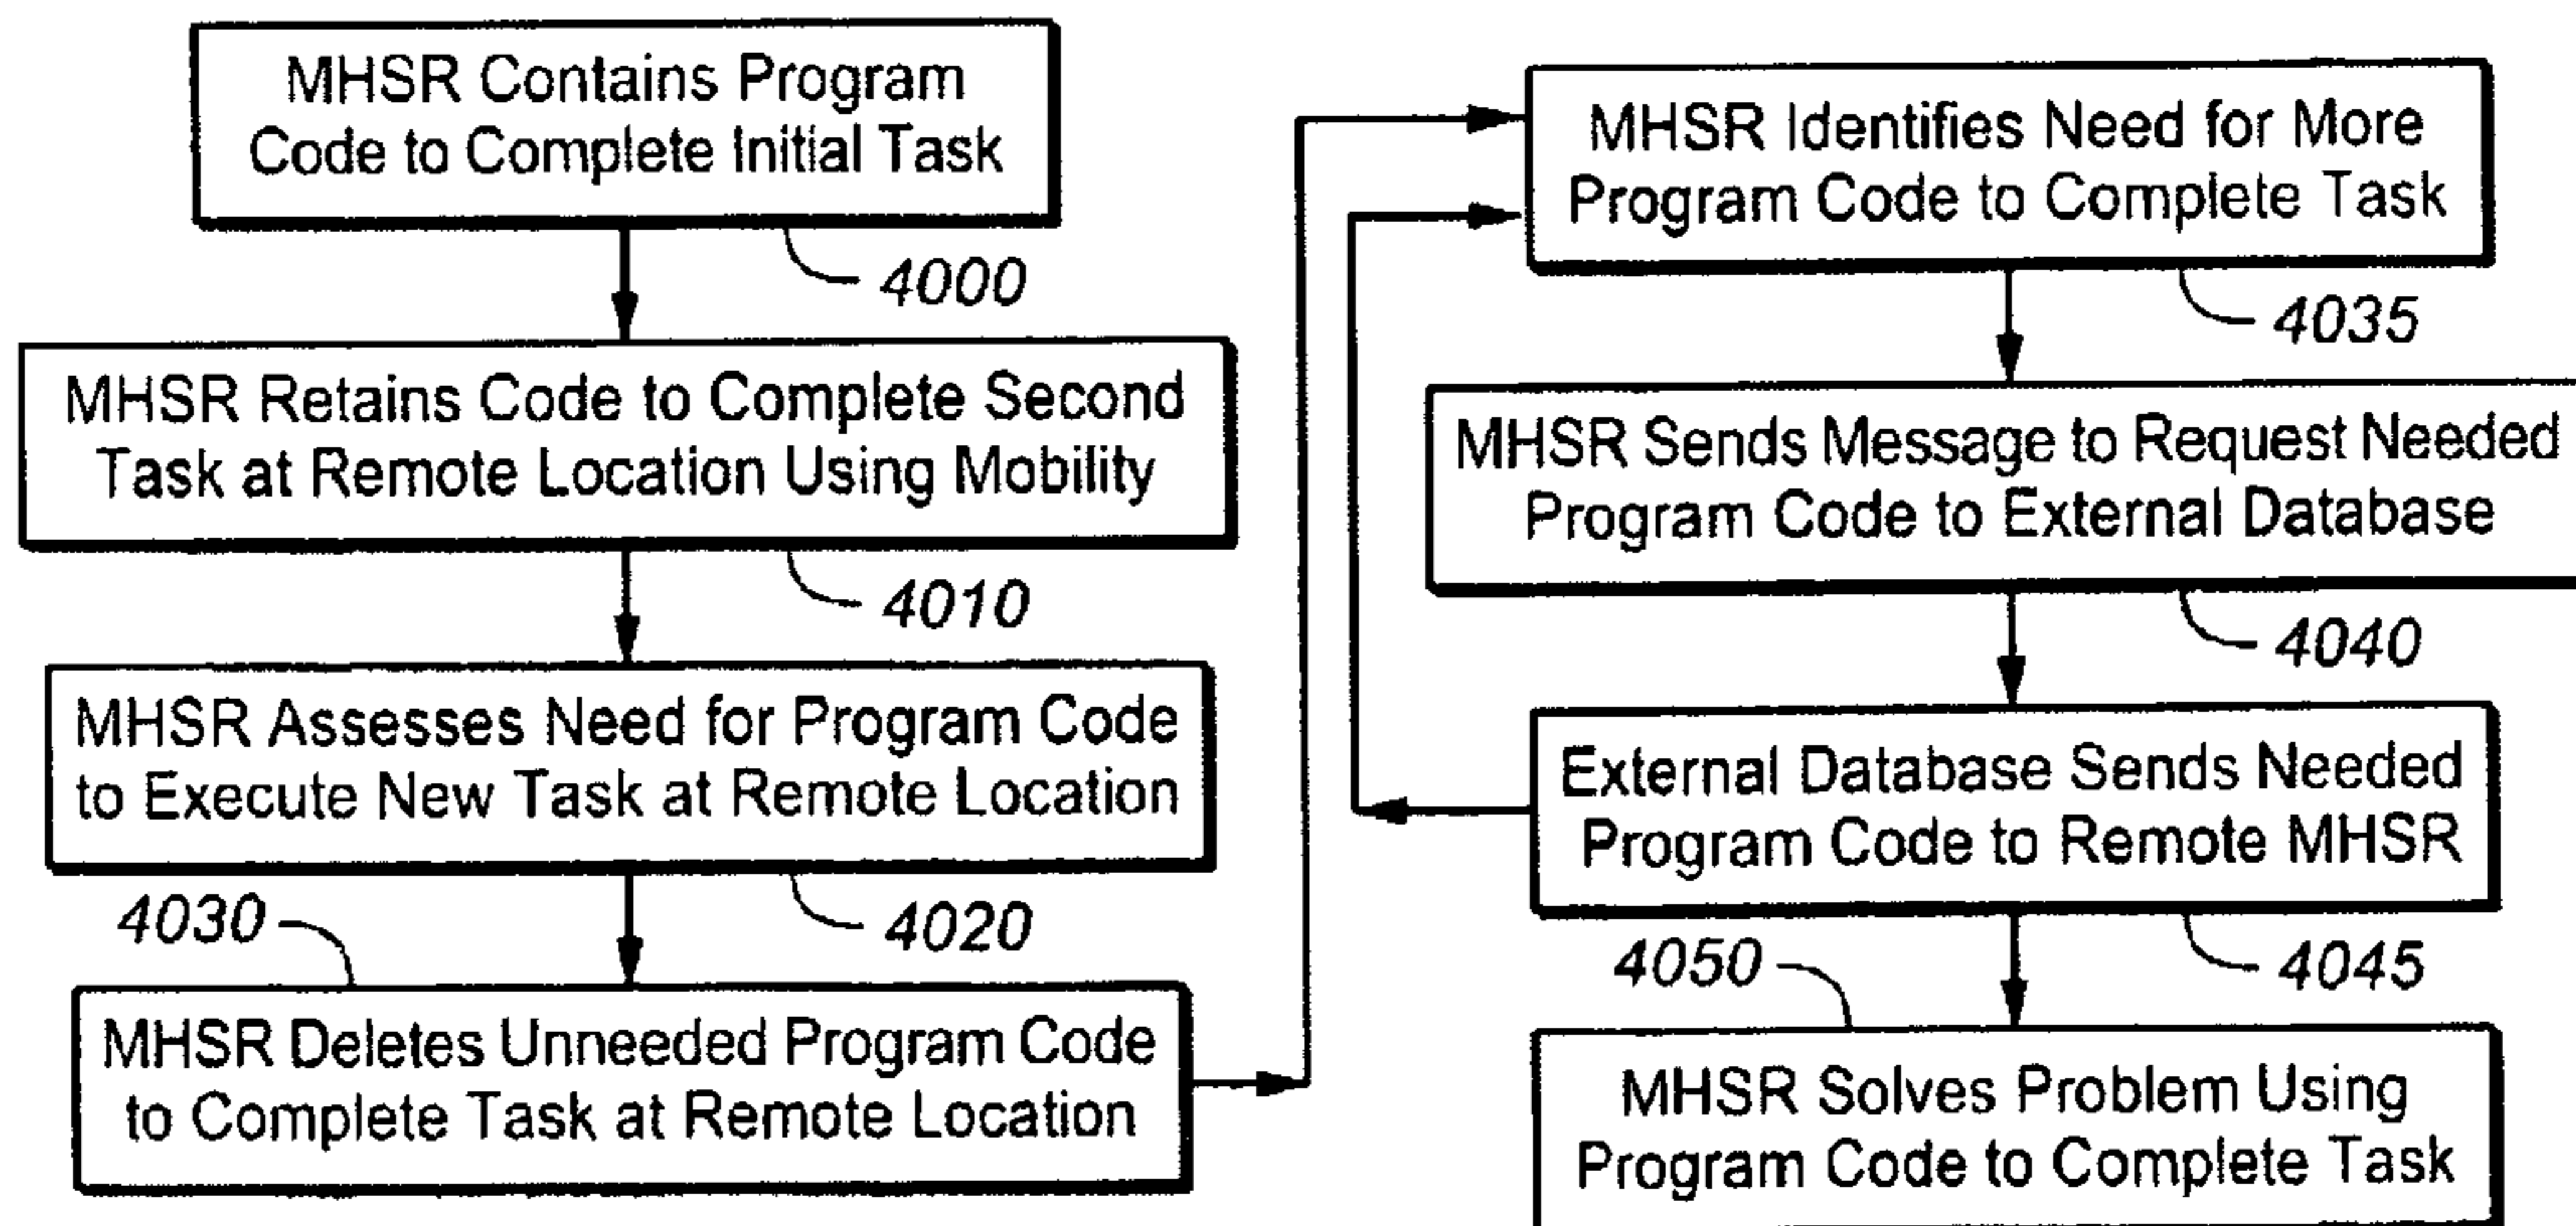 MHSR Contains Program
Code to Complete Initial Task
4000
MHSR Retains Code to Complete Second
Task at Remote Location Using Mobility
4010
MHSR Assesses Need for Program Code
to Execute New Task at Remote Location
4020
4030
MHSR Deletes Unneeded Program Code
to Complete Task at Remote Location
MHSR Identifies Need for More
Program Code to Complete Task
4035
MHSR Sends Message to Request Needed
Program Code to External Database
4040
External Database Sends Needed
Program Code to Remote MHSR
4045
4050
MHSR Solves Problem Using
Program Code to Complete Task